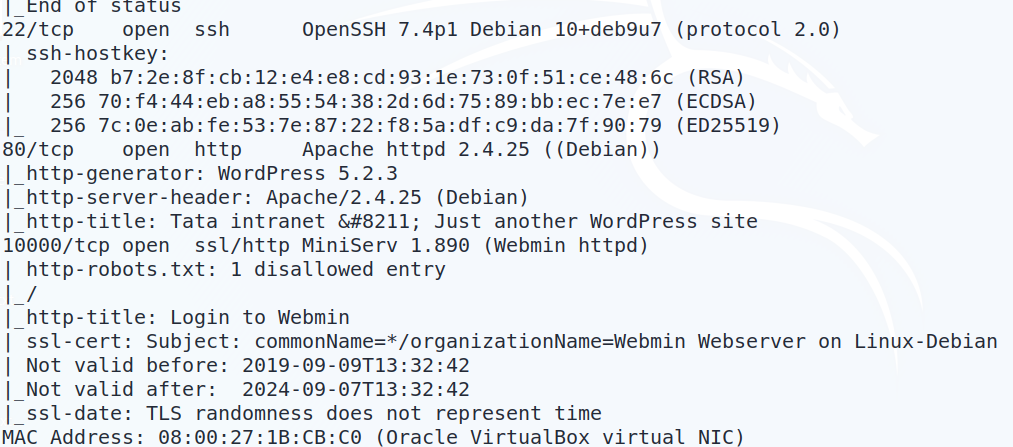 |_End of status
22/tcp    open  ssh      OpenSSH 7.4p1 Debian 10+deb9u7 (protocol 2.0)
| ssh-hostkey:
|   2048 b7:2e:8f:cb:12:e4:e8:cd:93:1e:73:0f:51:ce:48:6c (RSA)
|   256 70:f4:44:eb:a8:55:54:38:2d:6d:75:89:bb:ec:7e:e7 (ECDSA)
|_  256 7c:0e:ab:fe:53:7e:87:22:f8:5a:df:c9:da:7f:90:79 (ED25519)
80/tcp    open  http     Apache httpd 2.4.25 ((Debian))
|_http-generator: WordPress 5.2.3
|_http-server-header: Apache/2.4.25 (Debian)
|_http-title: Tata intranet &#8211; Just another WordPress site
10000/tcp open  ssl/http MiniServ 1.890 (Webmin httpd)
| http-robots.txt: 1 disallowed entry
|_/
|_http-title: Login to Webmin
| ssl-cert: Subject: commonName=*/organizationName=Webmin Webserver on Linux-Debian
| Not valid before: 2019-09-09T13:32:42
|_Not valid after:  2024-09-07T13:32:42
|_ssl-date: TLS randomness does not represent time
MAC Address: 08:00:27:1B:CB:C0 (Oracle VirtualBox virtual NIC)